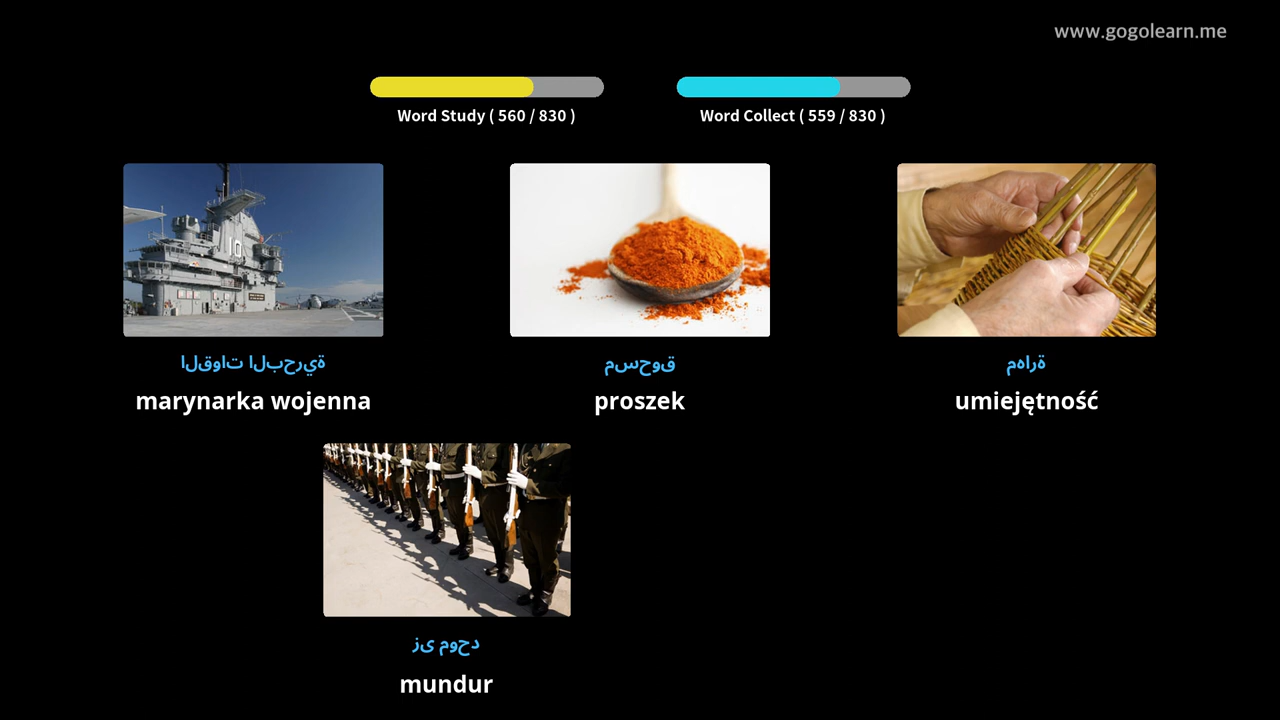 www.gogolearn.me
Word Study ( 560 / 830 )
Word Collect ( 559 / 830 )
القوات البحرية
marynarka wojenna
مسحوق
proszek
مهارة
umiejętność
زى موحد
mundur